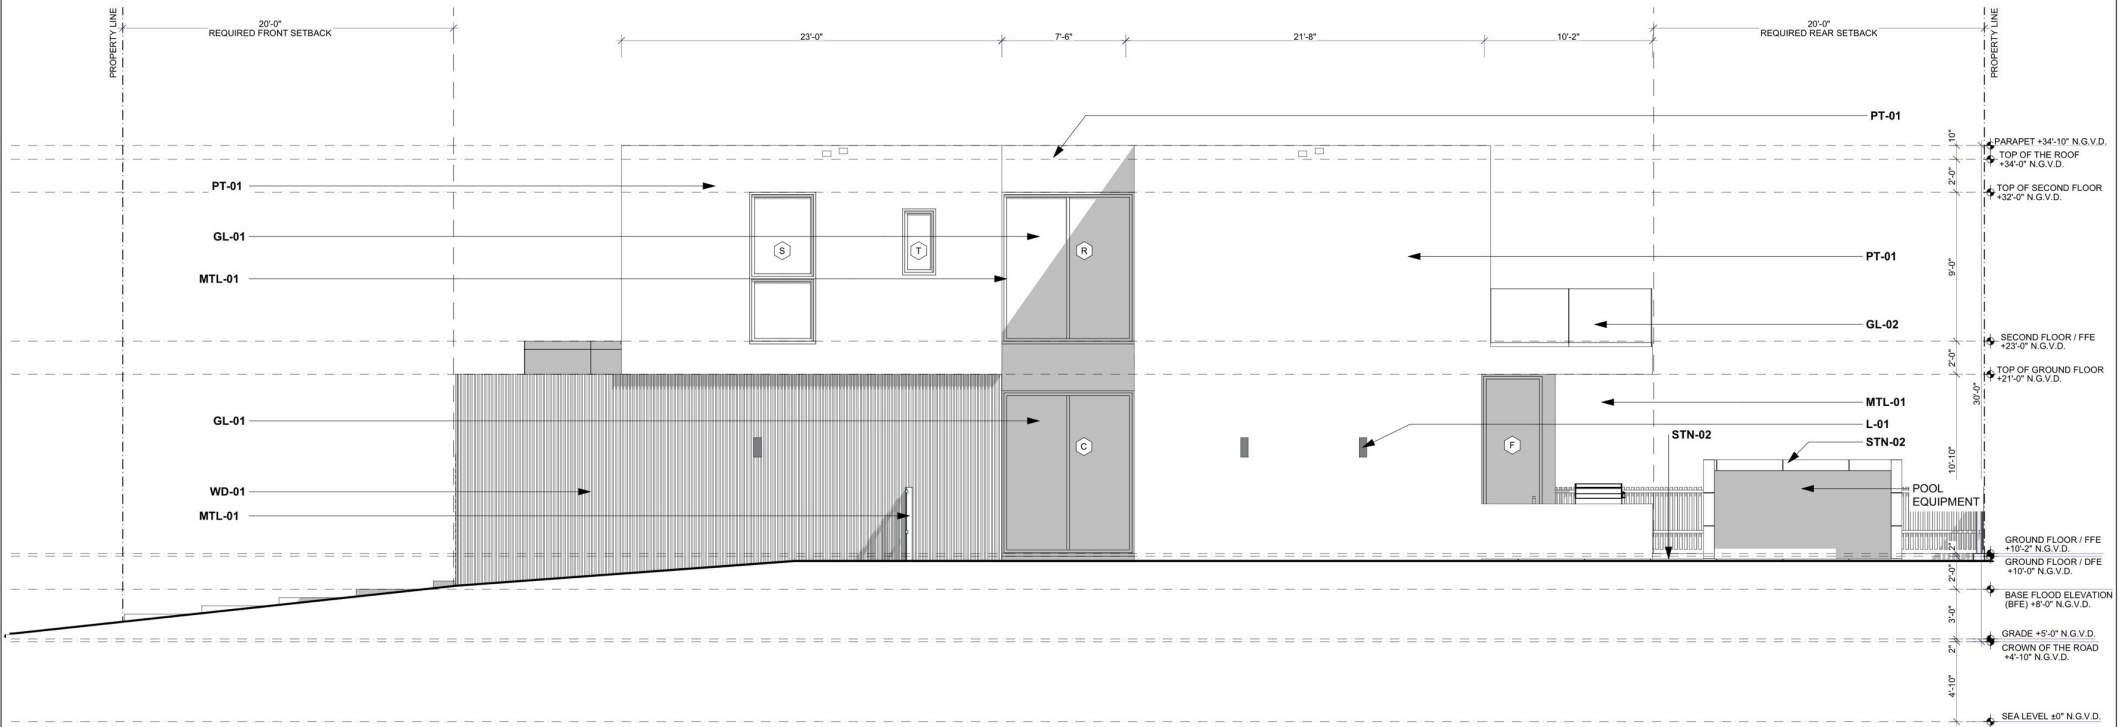 PROPERTY LINE
20'-0"
REQUIRED FRONT SETBACK
23'-0"
7'-6"
21'-8"
10'-2"
20'-0"
REQUIRED REAR SETBACK
PROPERTY LINE
PT-01
PT-01
GL-01
MTL-01
GL-01
WD-01
MTL-01
S
T
R
C
F
PT-01
GL-02
MTL-01
L-01
STN-02
STN-02
POOL
EQUIPMENT
10"
2'-0"
9'-0"
2'-0"
30'-0"
10'-10"
2"
2'-0"
3'-0"
2"
4'-10"
PARAPET +34'-10" N.G.V.D.
TOP OF THE ROOF
+34'-0" N.G.V.D.
TOP OF SECOND FLOOR
+32'-0" N.G.V.D.
SECOND FLOOR / FFE
+23'-0" N.G.V.D.
TOP OF GROUND FLOOR
+21'-0" N.G.V.D.
GROUND FLOOR / FFE
+10'-2" N.G.V.D.
GROUND FLOOR / DFE
+10'-0" N.G.V.D.
BASE FLOOD ELEVATION
(BFE) +8'-0" N.G.V.D.
GRADE +5'-0" N.G.V.D.
CROWN OF THE ROAD
+4'-10" N.G.V.D.
SEA LEVEL ±0" N.G.V.D.